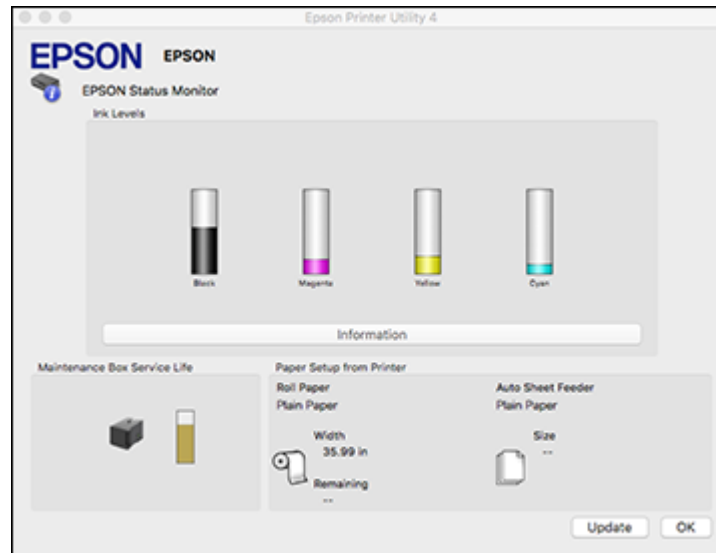 Epson Printer Utility 4
EPSON EPSON
EPSON Status Monitor
Ink Levels
Black Magenta Yellow Cyan
Information
Maintenance Box Service Life
Paper Setup from Printer
Roll Paper
Plain Paper
Width
35.99 in
Remaining
--
Auto Sheet Feeder
Plain Paper
Size
--
Update OK